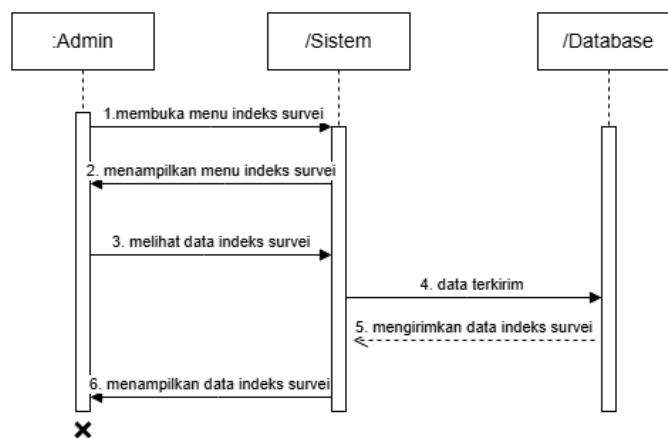 :Admin
/Sistem
/Database
1.membuka menu indeks survei
2. menampilkan menu indeks survei
3. melihat data indeks survei
4. data terkirim
5. mengirimkan data indeks survei
6. menampilkan data indeks survei